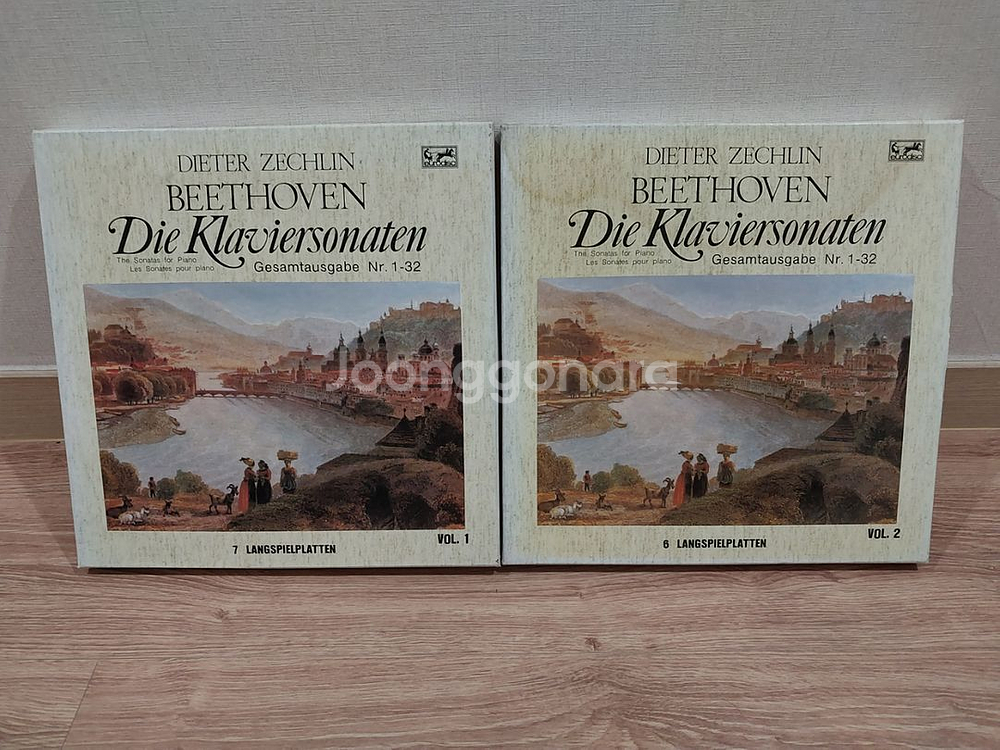 DIETER ZECHLIN
BEETHOVEN
Die Klaviersonaten
The Sonatas for Piano
Les Sonates pour piano
Gesamtausgabe Nr. 1-32
eurodisc
7 LANGSPIELPLATTEN
VOL. 1
DIETER ZECHLIN
BEETHOVEN
Die Klaviersonaten
The Sonatas for Piano
Les Sonates pour piano
Gesamtausgabe Nr. 1-32
eurodisc
6 LANGSPIELPLATTEN
VOL. 2
Joonggonara